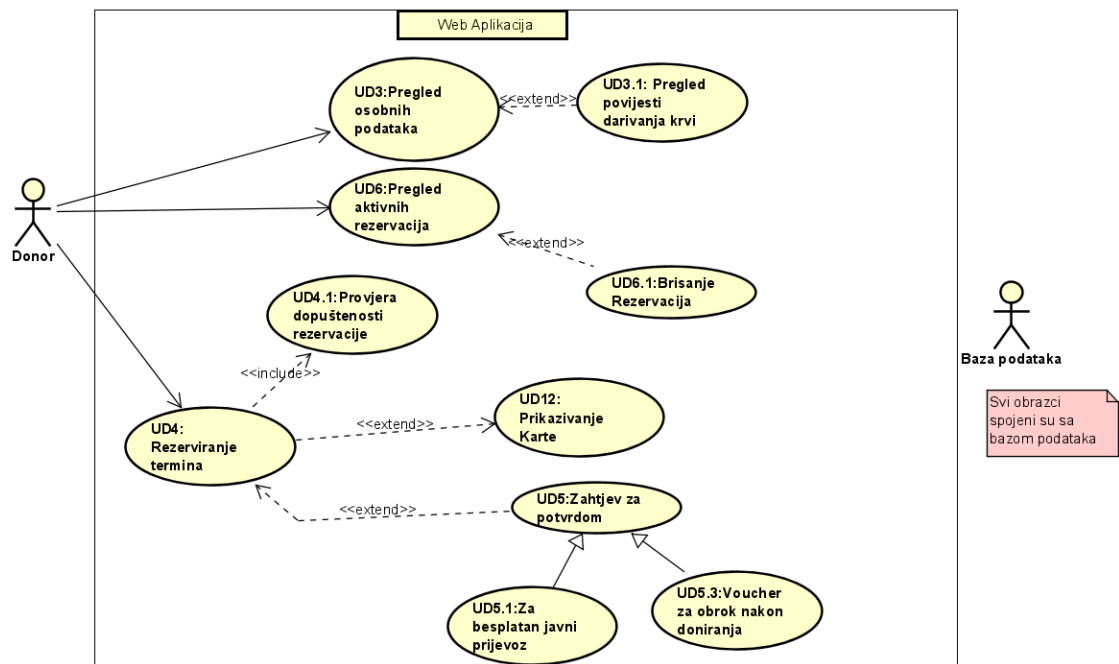 Web Aplikacija
UD3:Pregled
osobnih
podataka
<<extend>>
UD3.1: Pregled
povijesti
darivanja krvi
UD6:Pregled
aktivnih
rezervacija
<<extend>>
UD6.1:Brisanje
Rezervacija
Donor
UD4.1:Provjera
dopuštenosti
rezervacije
<<include>>
Baza podataka
Svi obrazci
spojeni su sa
bazom podataka
UD4:
Rezerviranje
termina
<<extend>>
UD12:
Prikazivanje
Karte
<<extend>>
UD5:Zahtjev za
potvrdom
UD5.1:Za
besplatan javni
prijevoz
UD5.3:Voucher
za obrok nakon
doniranja